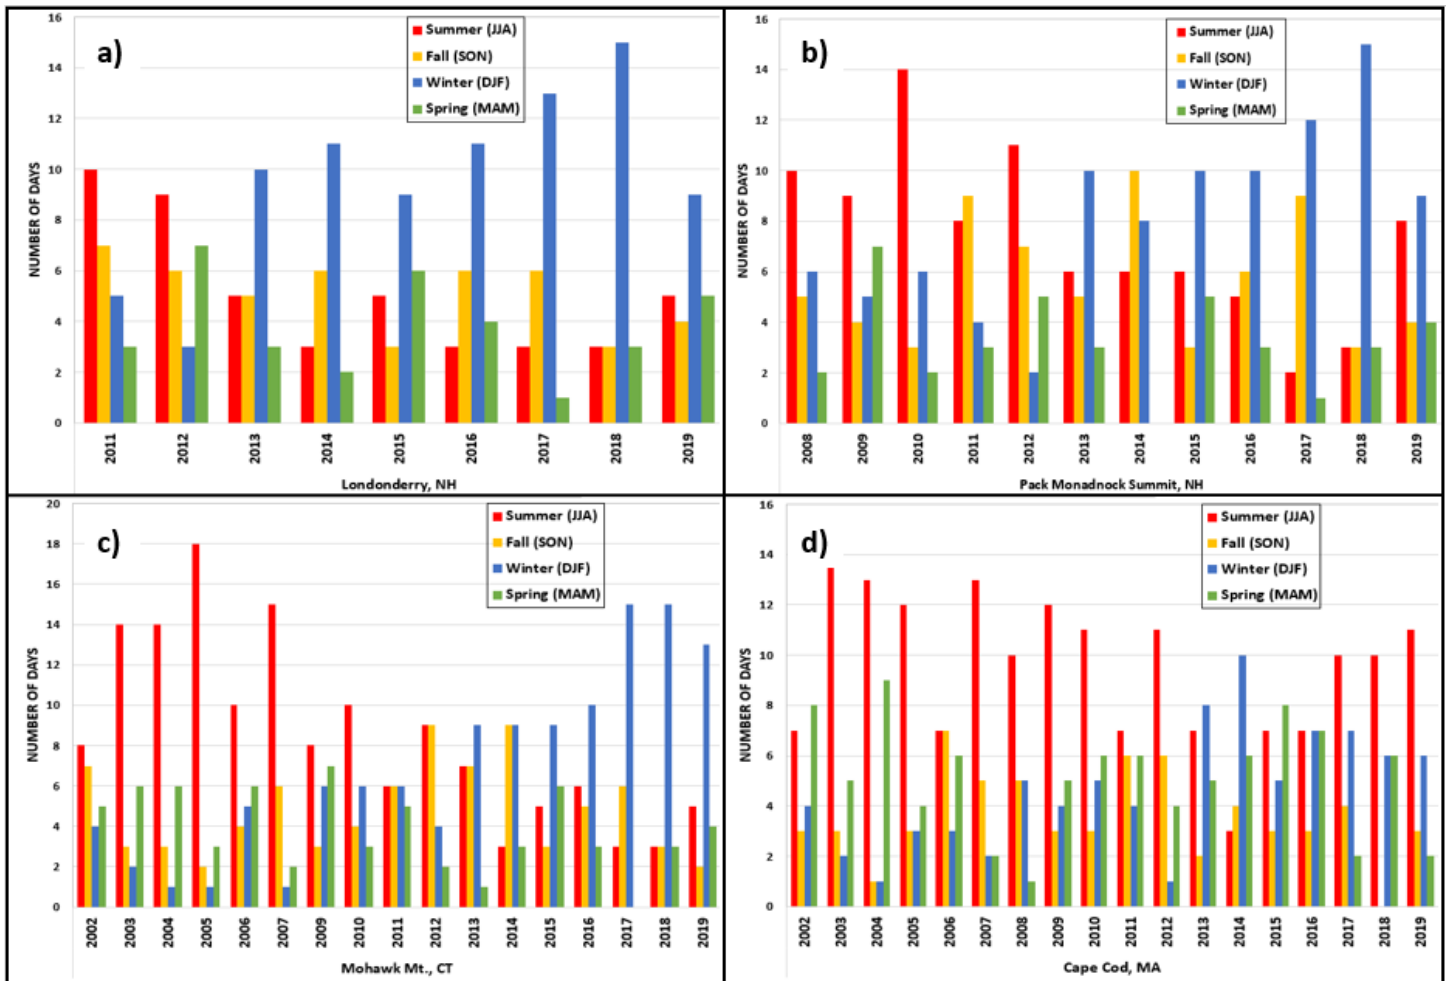 a)
Summer (JJA)
Fall (SON)
Winter (DJF)
Spring (MAM)
NUMBER OF DAYS
16
14
12
10
8
6
4
2
0
2011 2012 2013 2014 2015 2016 2017 2018 2019
Londonderry, NH
b)
Summer (JJA)
Fall (SON)
Winter (DJF)
Spring (MAM)
NUMBER OF DAYS
16
14
12
10
8
6
4
2
0
2008 2009 2010 2011 2012 2013 2014 2015 2016 2017 2018 2019
Pack Monadnock Summit, NH
c)
Summer (JJA)
Fall (SON)
Winter (DJF)
Spring (MAM)
NUMBER OF DAYS
20
18
16
14
12
10
8
6
4
2
0
2002 2003 2004 2005 2006 2007 2009 2010 2011 2012 2013 2014 2015 2016 2017 2018 2019
Mohawk Mt., CT
d)
Summer (JJA)
Fall (SON)
Winter (DJF)
Spring (MAM)
NUMBER OF DAYS
16
14
12
10
8
6
4
2
0
2002 2003 2004 2005 2006 2007 2008 2009 2010 2011 2012 2013 2014 2015 2016 2017 2018 2019
Cape Cod, MA